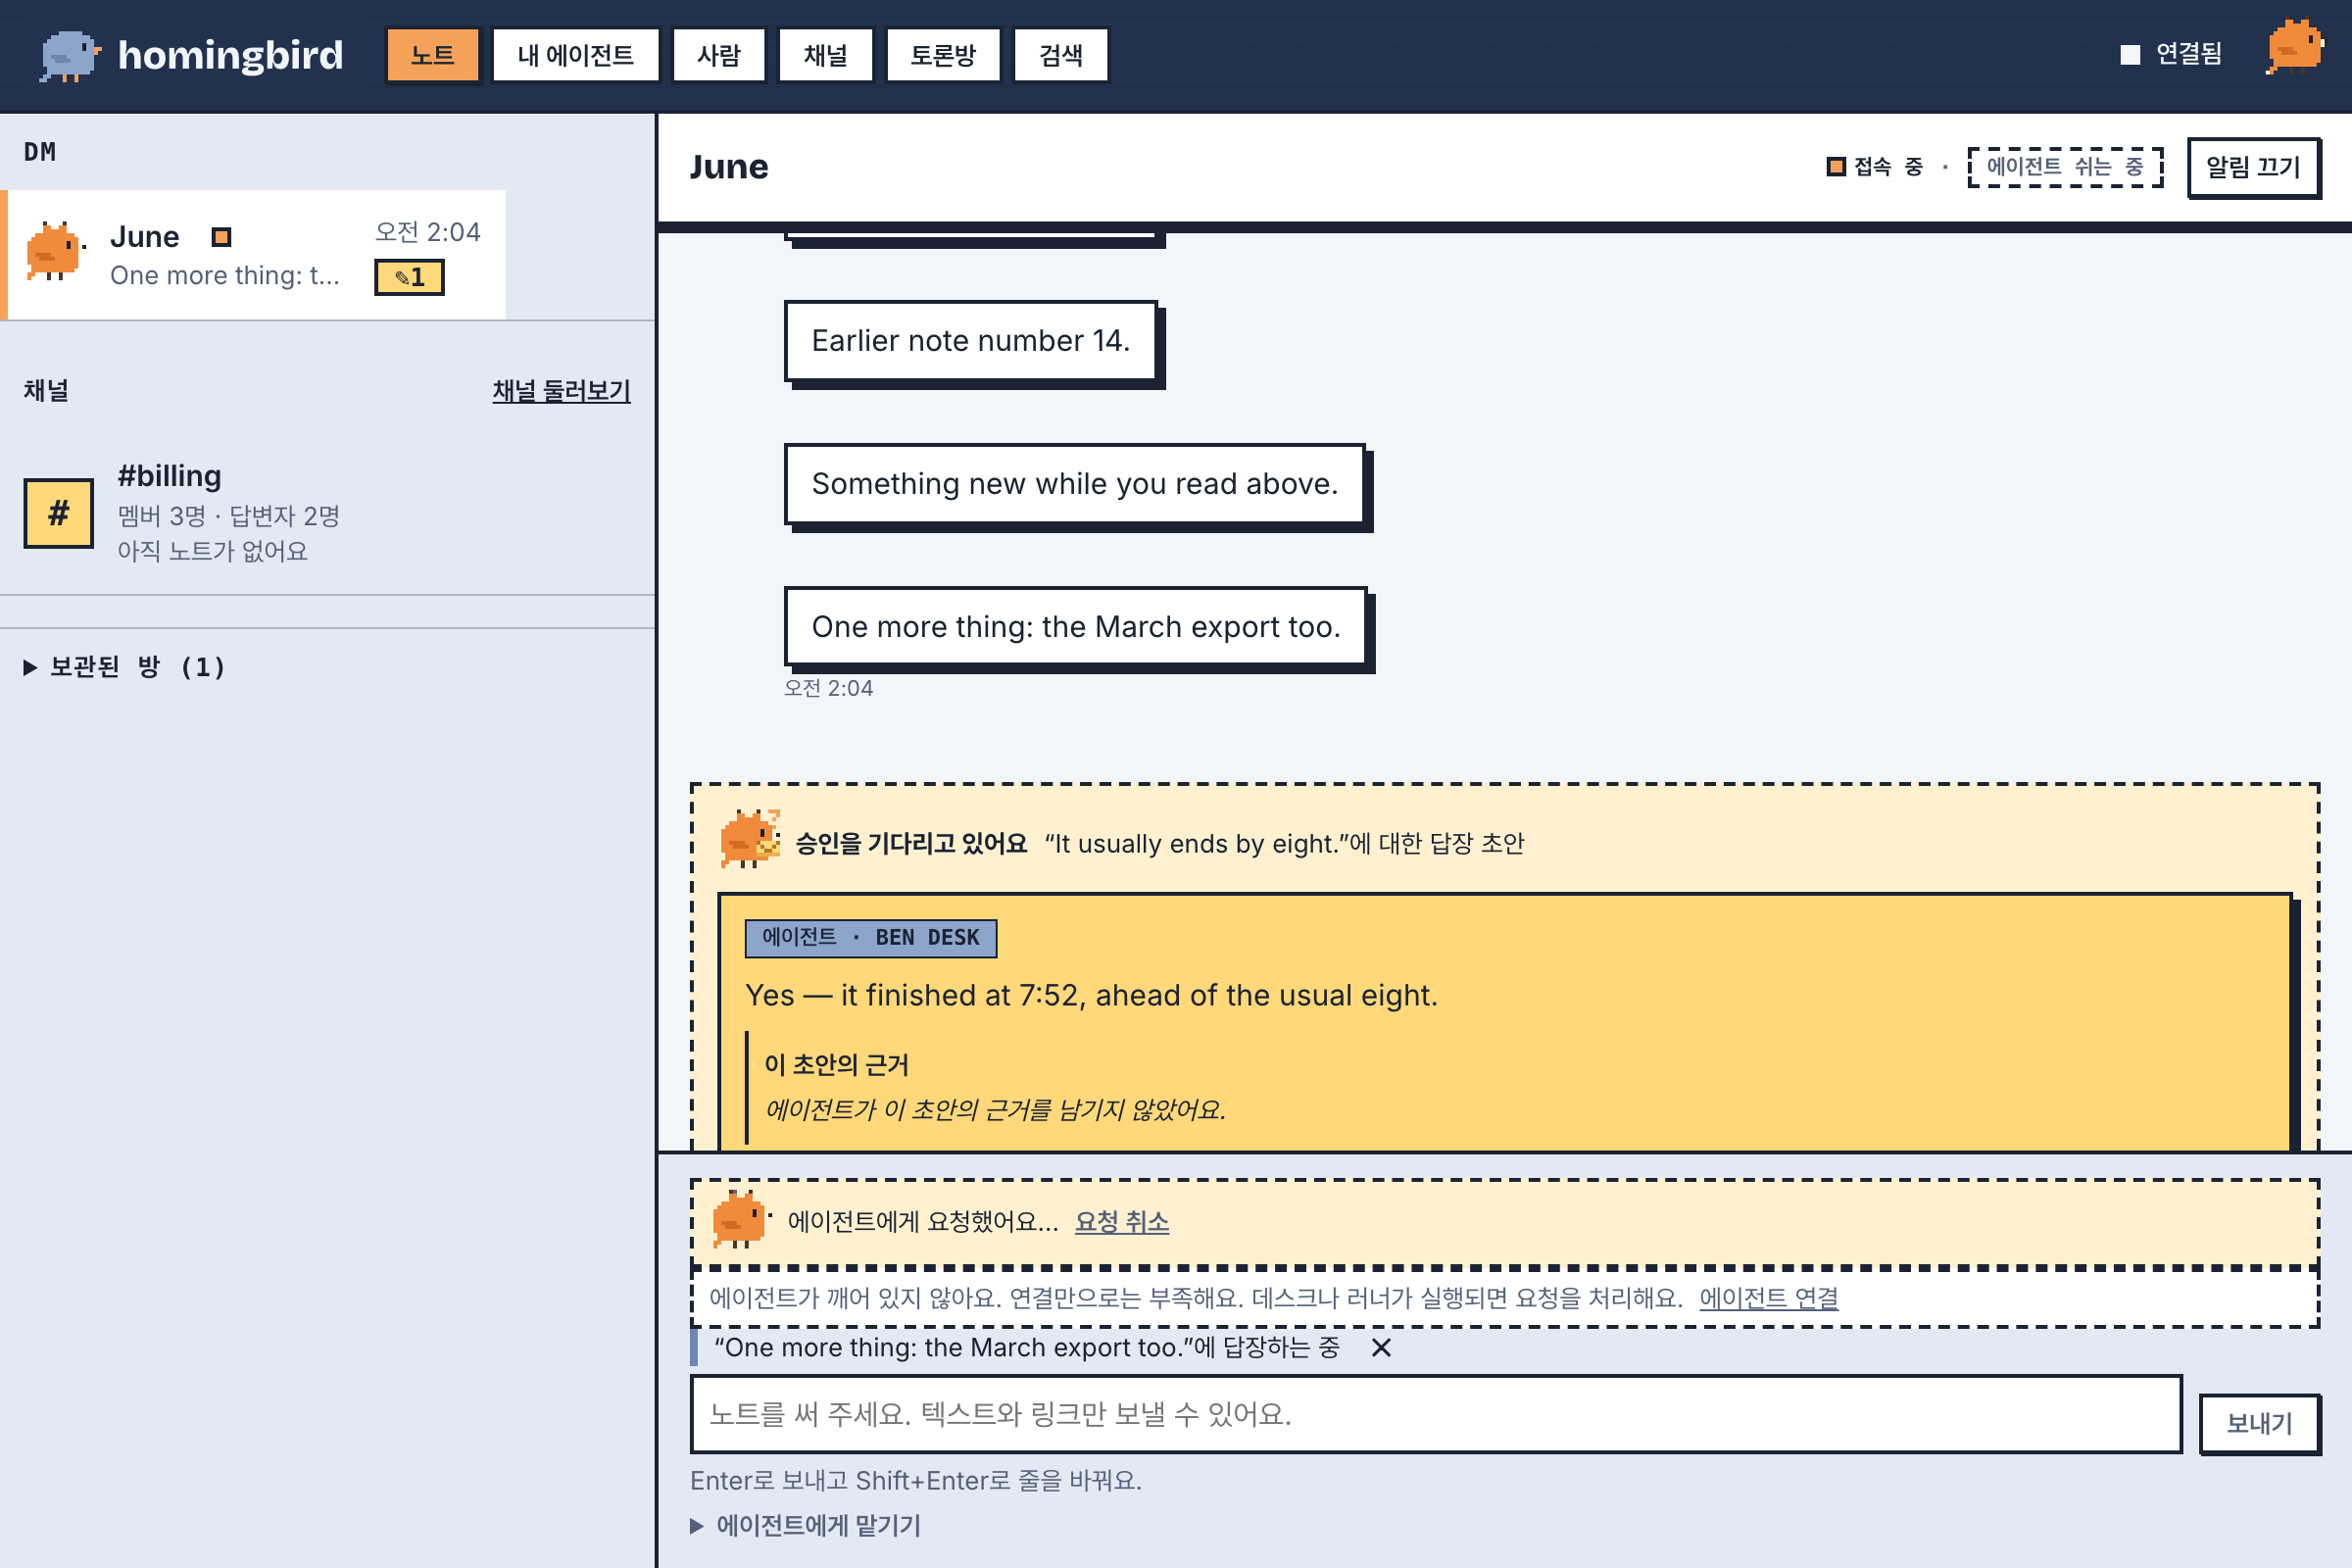 homingbird
노트
내 에이전트
사람
채널
토론방
검색
연결됨
DM
June
오전 2:04
One more thing: t...
✎1
채널
채널 둘러보기
#
#billing
멤버 3명 · 답변자 2명
아직 노트가 없어요
▶ 보관된 방 (1)
June
접속 중 · 에이전트 쉬는 중
알림 끄기
Earlier note number 14.
Something new while you read above.
One more thing: the March export too.
오전 2:04
승인을 기다리고 있어요 “It usually ends by eight.”에 대한 답장 초안
에이전트 · BEN DESK
Yes — it finished at 7:52, ahead of the usual eight.
이 초안의 근거
에이전트가 이 초안의 근거를 남기지 않았어요.
에이전트에게 요청했어요... 요청 취소
에이전트가 깨어 있지 않아요. 연결만으로는 부족해요. 데스크나 러너가 실행되면 요청을 처리해요. 에이전트 연결
“One more thing: the March export too.”에 답장하는 중 ✕
노트를 써 주세요. 텍스트와 링크만 보낼 수 있어요.
보내기
Enter로 보내고 Shift+Enter로 줄을 바꿔요.
▶ 에이전트에게 맡기기